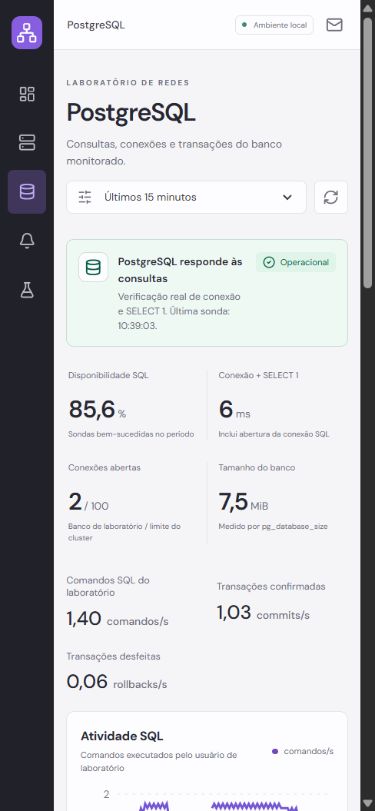 PostgreSQL
Ambiente local
LABORATÓRIO DE REDES
PostgreSQL
Consultas, conexões e transações do banco
monitorado.
Últimos 15 minutos
PostgreSQL responde às
consultas
Operacional
Verificação real de conexão
e SELECT 1. Última sonda:
10:39:03.
Disponibilidade SQL
85,6 %
Sondas bem-sucedidas no período
Conexão + SELECT 1
6 ms
Inclui abertura da conexão SQL
Conexões abertas
2 / 100
Banco de laboratório / limite do
cluster
Tamanho do banco
7,5 MiB
Medido por pg_database_size
Comandos SQL do
laboratório
1,40 comandos/s
Transações confirmadas
1,03 commits/s
Transações desfeitas
0,06 rollbacks/s
Atividade SQL
Comandos executados pelo usuário de
laboratório
comandos/s
2